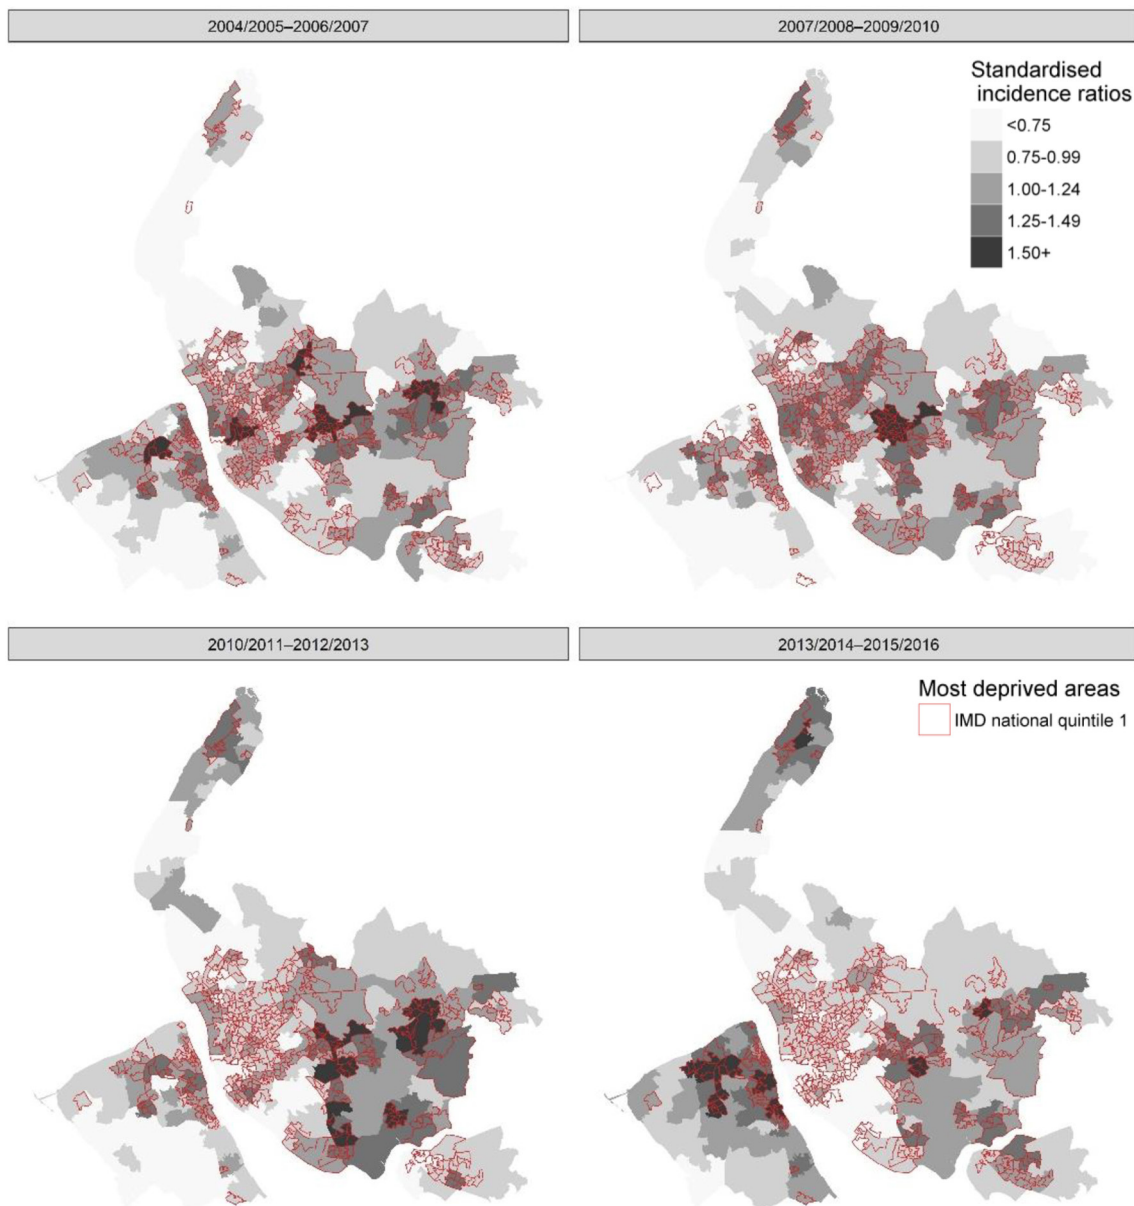 2004/2005–2006/2007
2007/2008–2009/2010
Standardised
incidence ratios
<0.75
0.75-0.99
1.00-1.24
1.25-1.49
1.50+
2010/2011–2012/2013
2013/2014–2015/2016
Most deprived areas
IMD national quintile 1